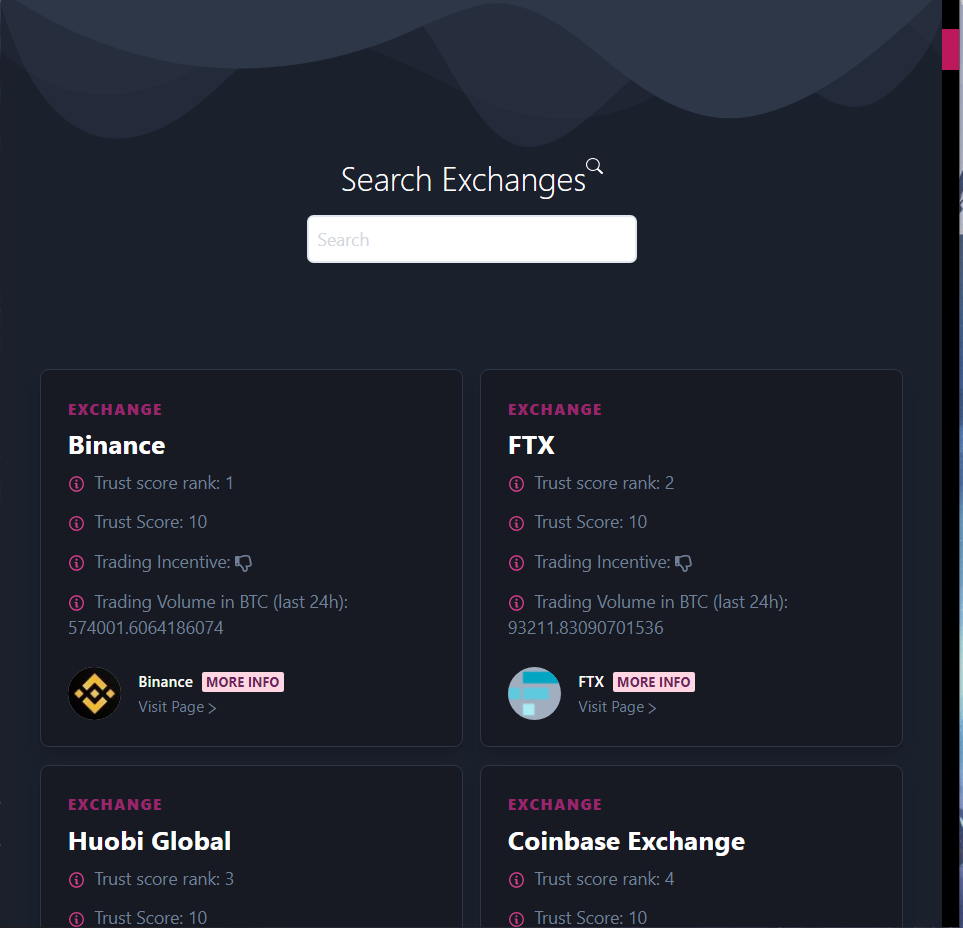 Search Exchanges
Search
EXCHANGE
Binance
Trust score rank: 1
Trust Score: 10
Trading Incentive:
Trading Volume in BTC (last 24h):
574001.6064186074
Binance MORE INFO
Visit Page >
EXCHANGE
FTX
Trust score rank: 2
Trust Score: 10
Trading Incentive:
Trading Volume in BTC (last 24h):
93211.83090701536
FTX MORE INFO
Visit Page >
EXCHANGE
Huobi Global
Trust score rank: 3
Trust Score: 10
EXCHANGE
Coinbase Exchange
Trust score rank: 4
Trust Score: 10